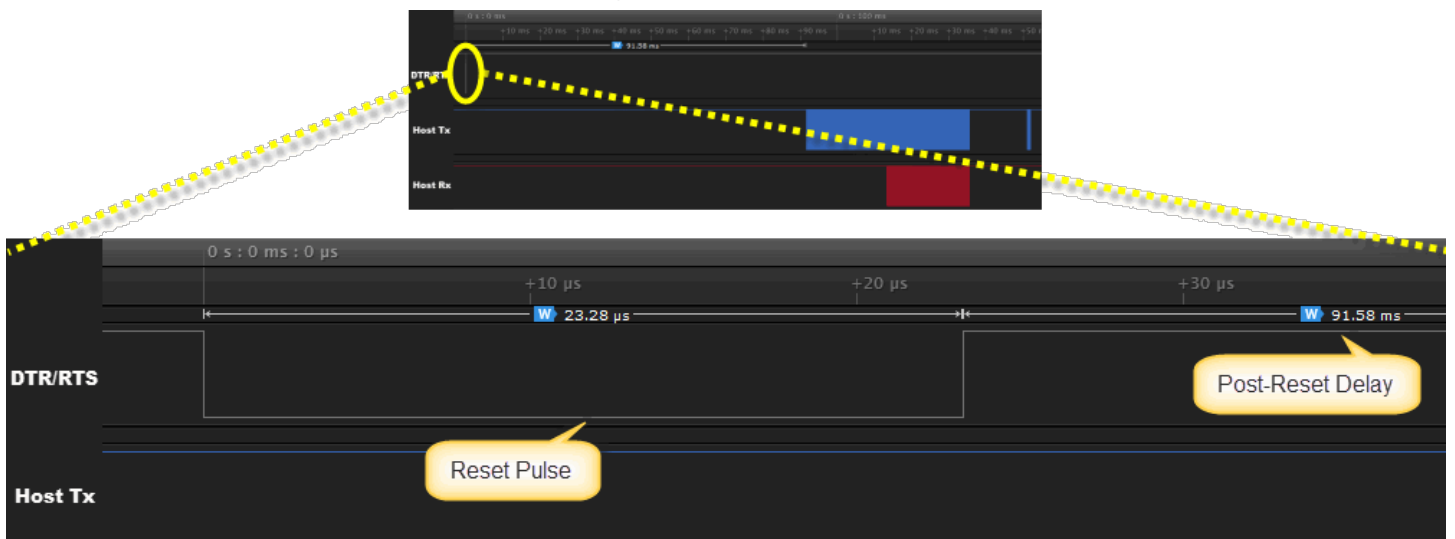 0 s : 0 ms 0 s : 100 ms
+10 ms +20 ms +30 ms +40 ms +50 ms +60 ms +70 ms +80 ms +90 ms +10 ms +20 ms +30 ms +40 ms +50
W 91.58 ms
DTR/RTS
Host Tx
Host Rx
0 s : 0 ms : 0 µs
+10 µs +20 µs +30 µs
W 23.28 µs W 91.58 ms
DTR/RTS
Post-Reset Delay
Reset Pulse
Host Tx